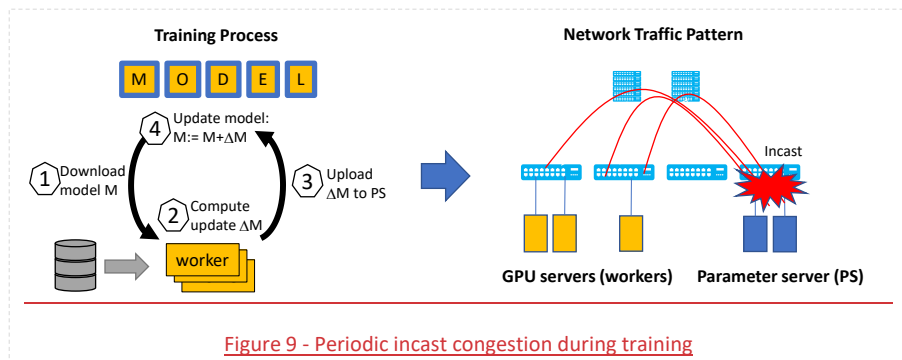 Training Process
M O D E L
4 Update model:
M:= M+ΔM
1 Download
model M
3 Upload
ΔM to PS
2 Compute
update ΔM
worker
Network Traffic Pattern
Incast
GPU servers (workers)
Parameter server (PS)
Figure 9 - Periodic incast congestion during training